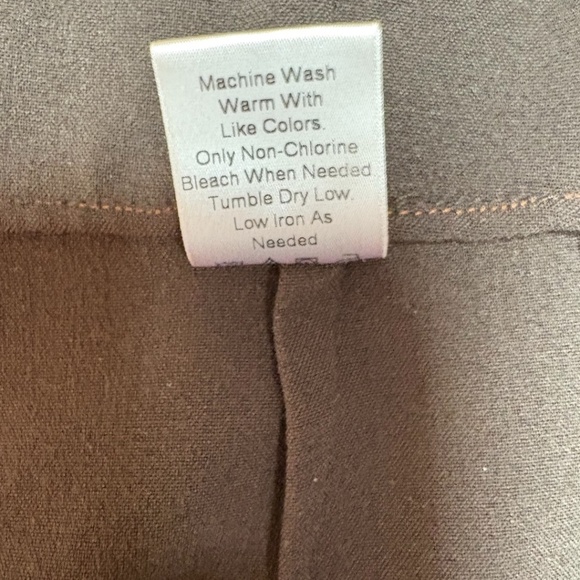 Machine Wash
Warm With
Like Colors.
Only Non-Chlorine
Bleach When Needed
Tumble Dry Low.
Low Iron As
Needed